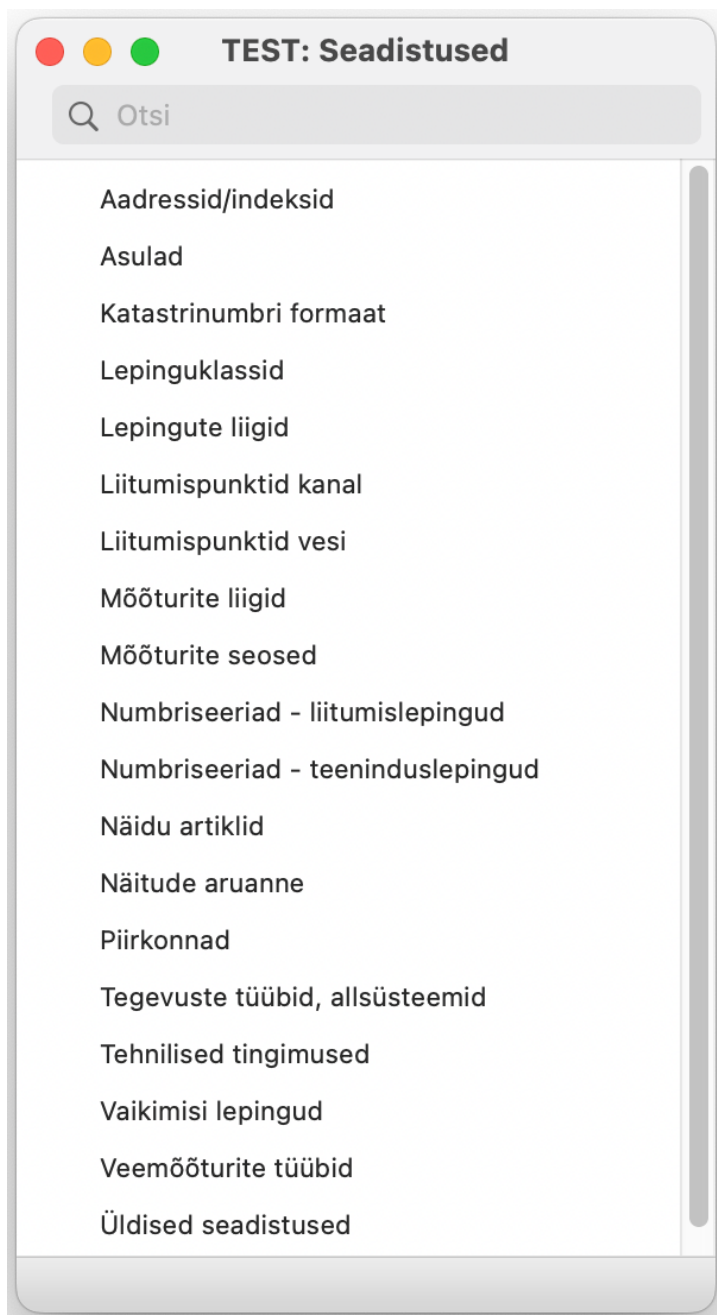 TEST: Seadistused
Otsi
Aadressid/indeksid
Asulad
Katastrinumbri formaat
Lepinguklassid
Lepingute liigid
Liitumispunktid kanal
Liitumispunktid vesi
Mõõturite liigid
Mõõturite seosed
Numbriseeriad - liitumislepingud
Numbriseeriad - teeninduslepingud
Näidu artiklid
Näitude aruanne
Piirkonnad
Tegevuste tüübid, allsüsteemid
Tehnilised tingimused
Vaikimisi lepingud
Veemõõturite tüübid
Üldised seadistused